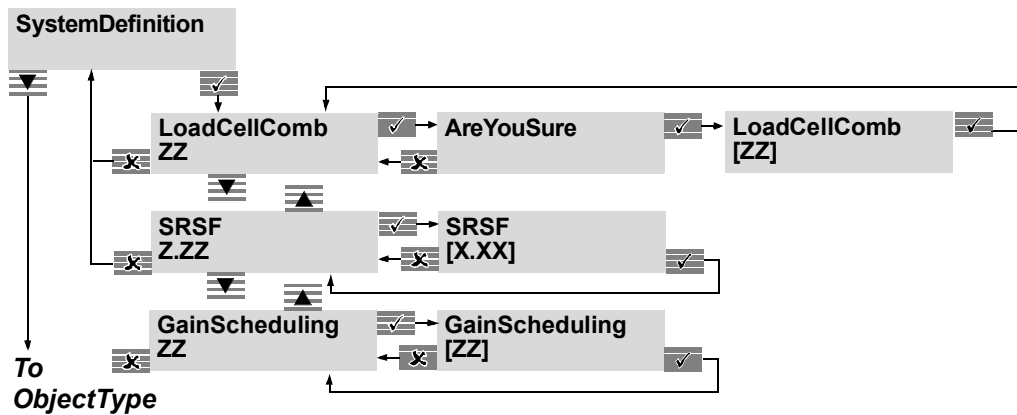 SystemDefinition
LoadCellComb
ZZ
AreYouSure
LoadCellComb
[ZZ]
SRSF
Z.ZZ
SRSF
[X.XX]
GainScheduling
ZZ
GainScheduling
[ZZ]
To
ObjectType